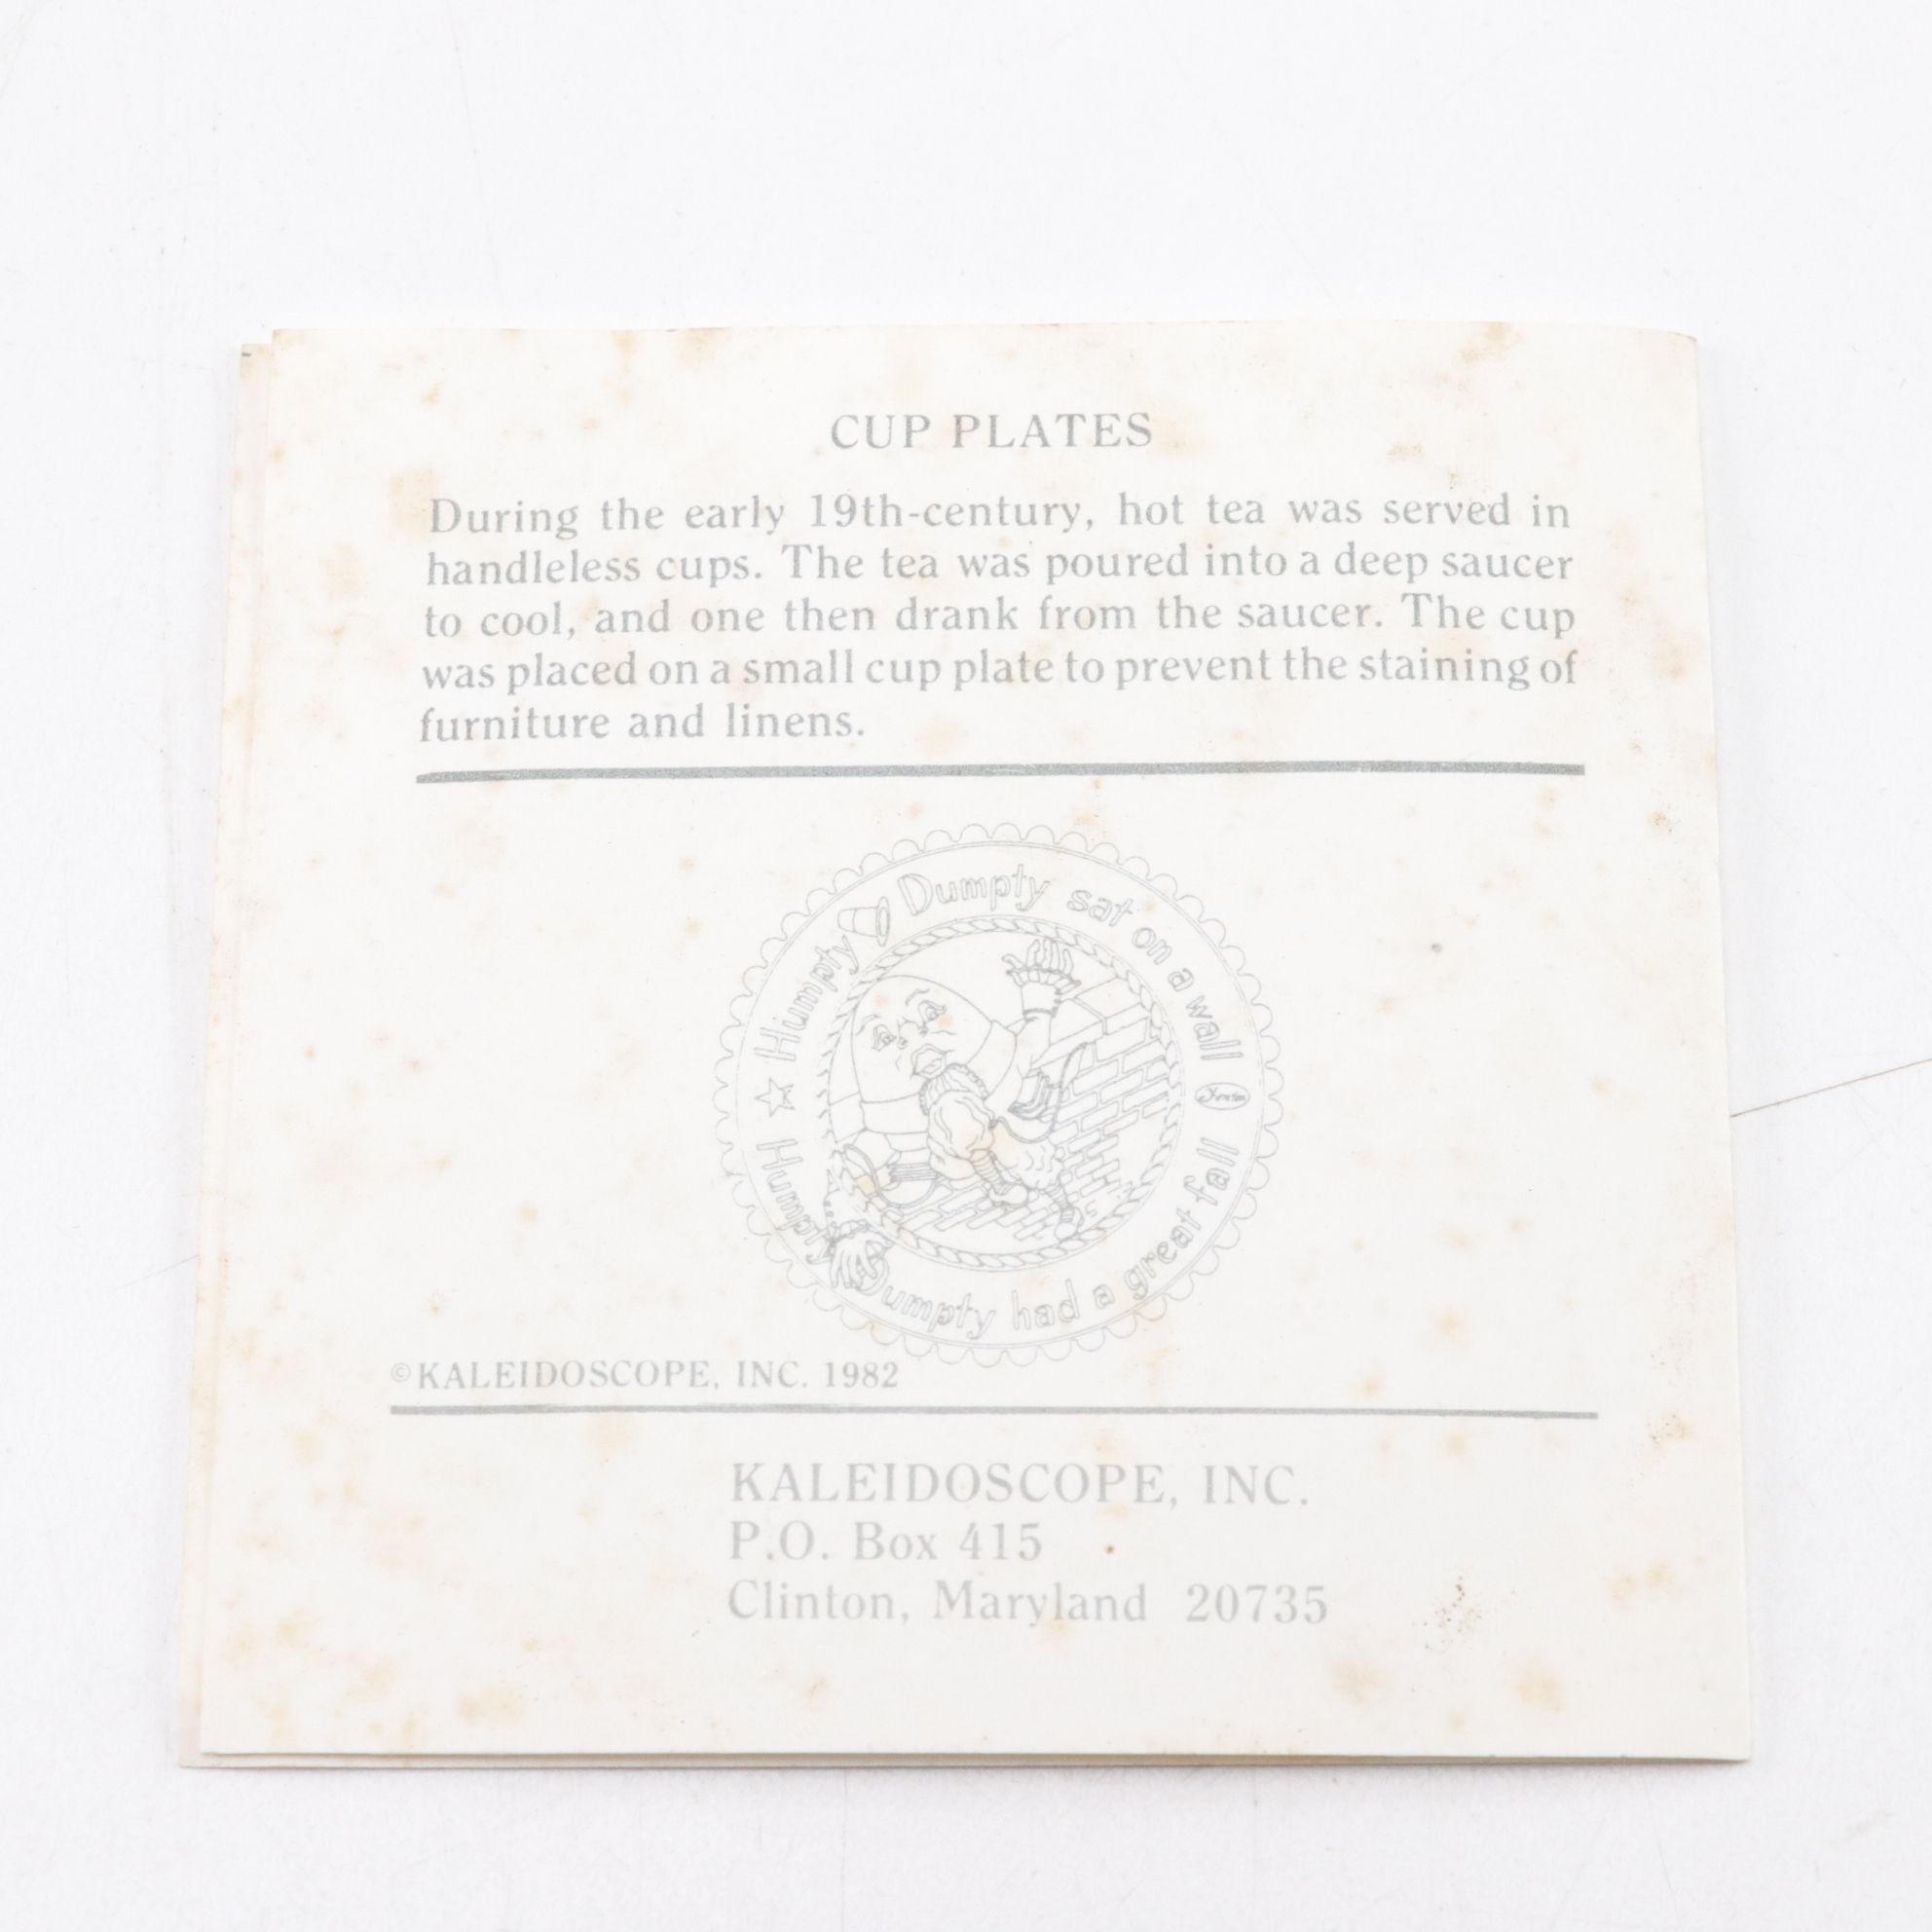 CUP PLATES
During the early 19th-century, hot tea was served in
handleless cups. The tea was poured into a deep saucer
to cool, and one then drank from the saucer. The cup
was placed on a small cup plate to prevent the staining of
furniture and linens.
Humpty Dumpty sat on a wall
Fenton
Humpty Dumpty had a great fall
©KALEIDOSCOPE, INC. 1982
KALEIDOSCOPE, INC.
P.O. Box 415
Clinton, Maryland 20735